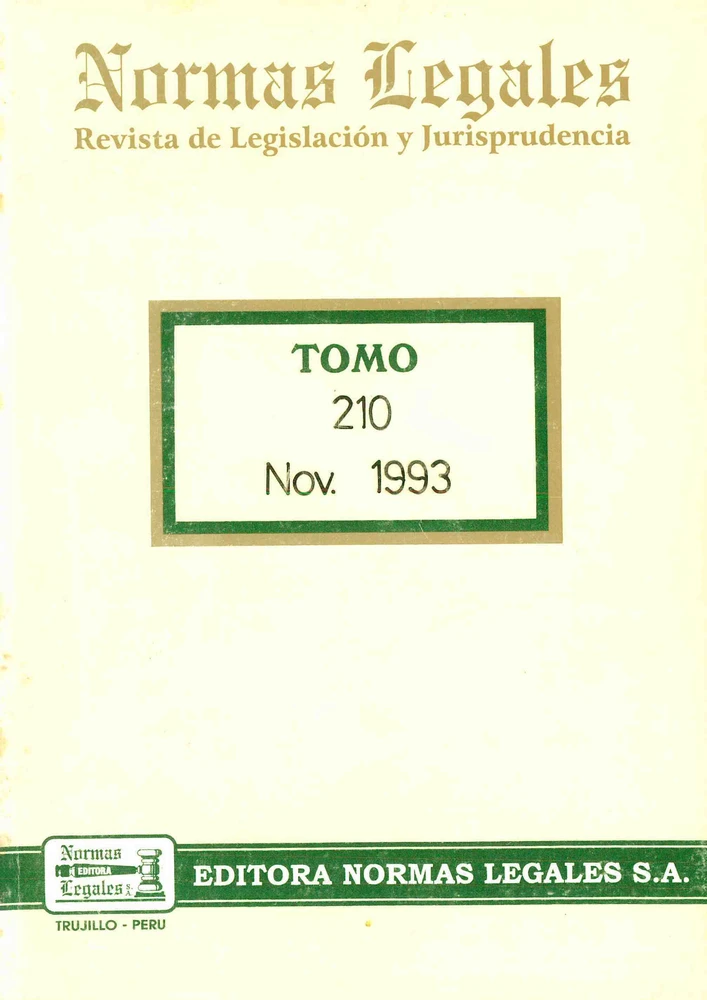 Normas Legales
Revista de Legislación y Jurisprudencia
TOMO
210
Nov. 1993
Normas
EDITORA
Legales S.A.
EDITORA NORMAS LEGALES S.A.
TRUJILLO - PERU